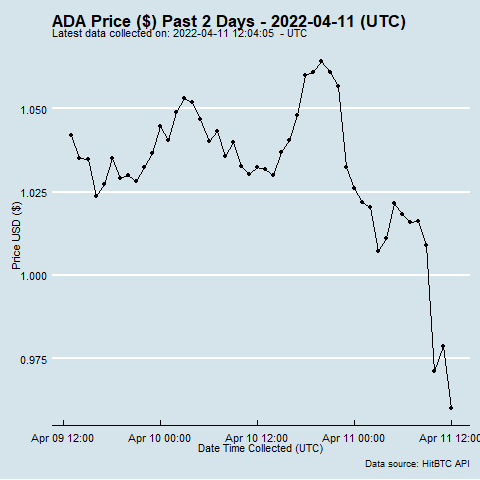 ADA Price ($) Past 2 Days - 2022-04-11 (UTC)
Latest data collected on: 2022-04-11 12:04:05 - UTC
Price USD ($)
1.050
1.025
1.000
0.975
Apr 09 12:00
Apr 10 00:00
Apr 10 12:00
Apr 11 00:00
Apr 11 12:00
Date Time Collected (UTC)
Data source: HitBTC API